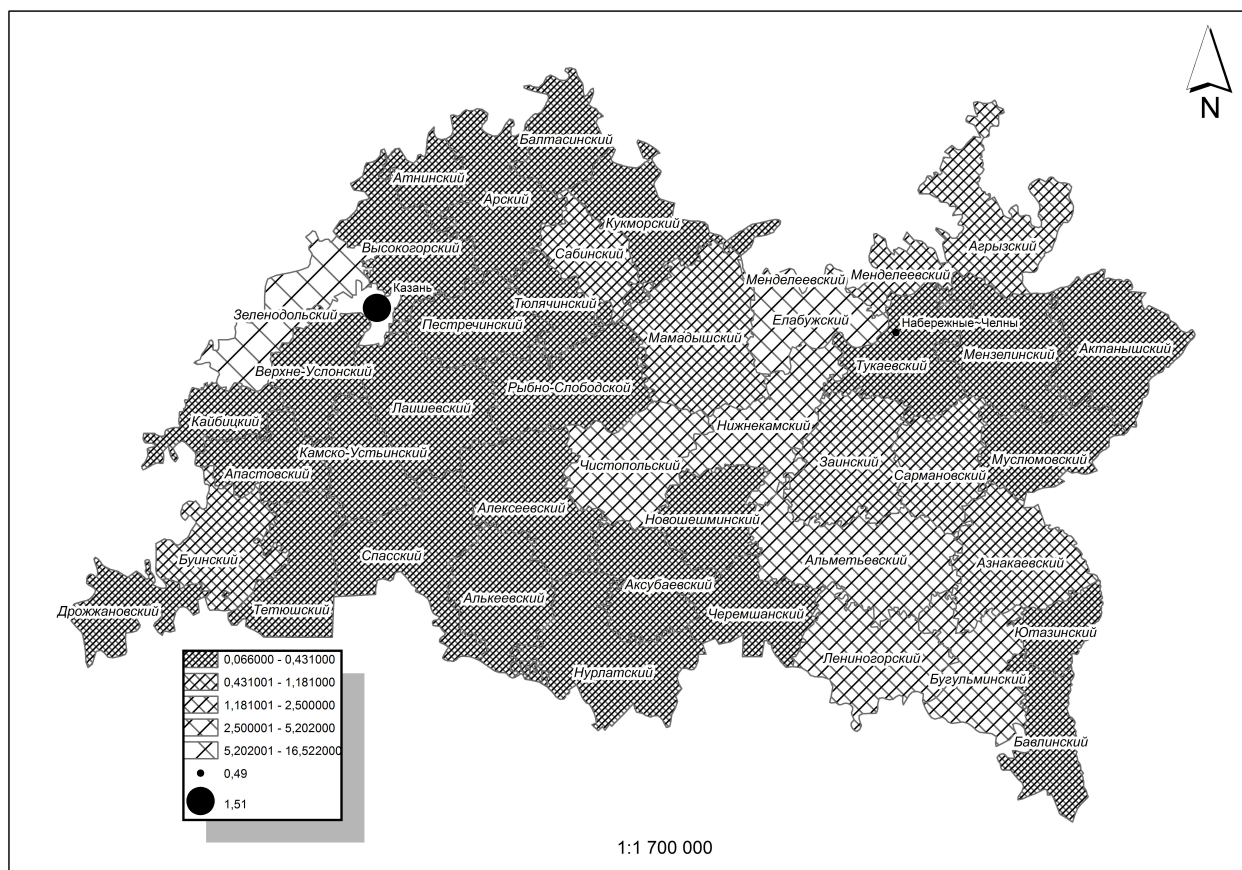 N
Балтасинский
Атнинский
Арский
Кукморский
Высокогорский
Сабинский
Агрызский
Менделеевский
Менделеевский
Казань
Тюлячинский
Зеленодольский
Пестречинский
Елабужский
Набережные-Челны
Мамадышский
Актанышский
Мензелинский
Тукаевский
Верхне-Услонский
Рыбно-Слободской
Лаишевский
Кайбицкий
Нижнекамский
Камско-Устьинский
Муслюмовский
Чистопольский
Заинский
Апастовский
Сармановский
Алексеевский
Новошешминский
Спасский
Буинский
Альметьевский
Азнакаевский
Аксубаевский
Алькеевский
Дрожжановский
Тетюшский
Черемшанский
Ютазинский
Лениногорский
Нурлатский
Бугульминский
Бавлинский
0,066000 - 0,431000
0,431001 - 1,181000
1,181001 - 2,500000
2,500001 - 5,202000
5,202001 - 16,522000
0,49
1,51
1:1 700 000